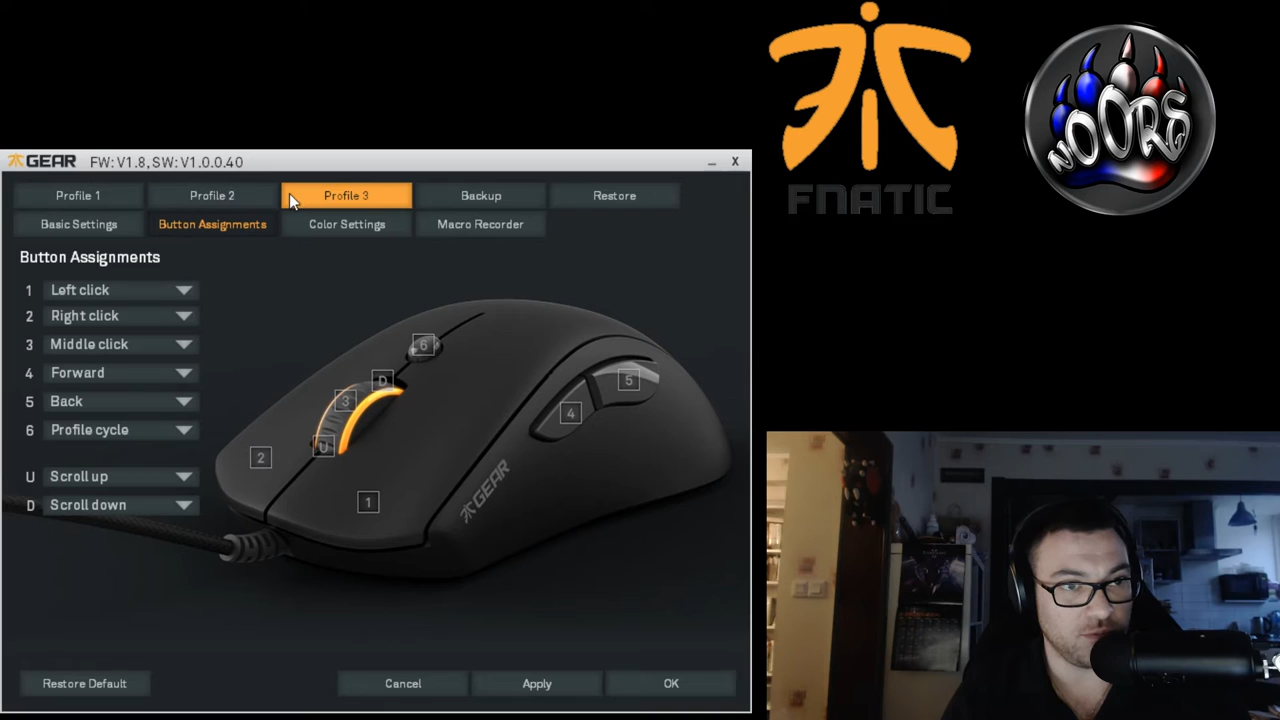 FNATIC
nOORS
GEAR FW: V1.8, SW: V1.0.0.40
Profile 1 Profile 2 Profile 3 Backup Restore
Basic Settings Button Assignments Color Settings Macro Recorder
Button Assignments
1 Left click
2 Right click
3 Middle click
4 Forward
5 Back
6 Profile cycle
U Scroll up
D Scroll down
6
D
3
U
2
1
5
4
GEAR
Restore Default Cancel Apply OK